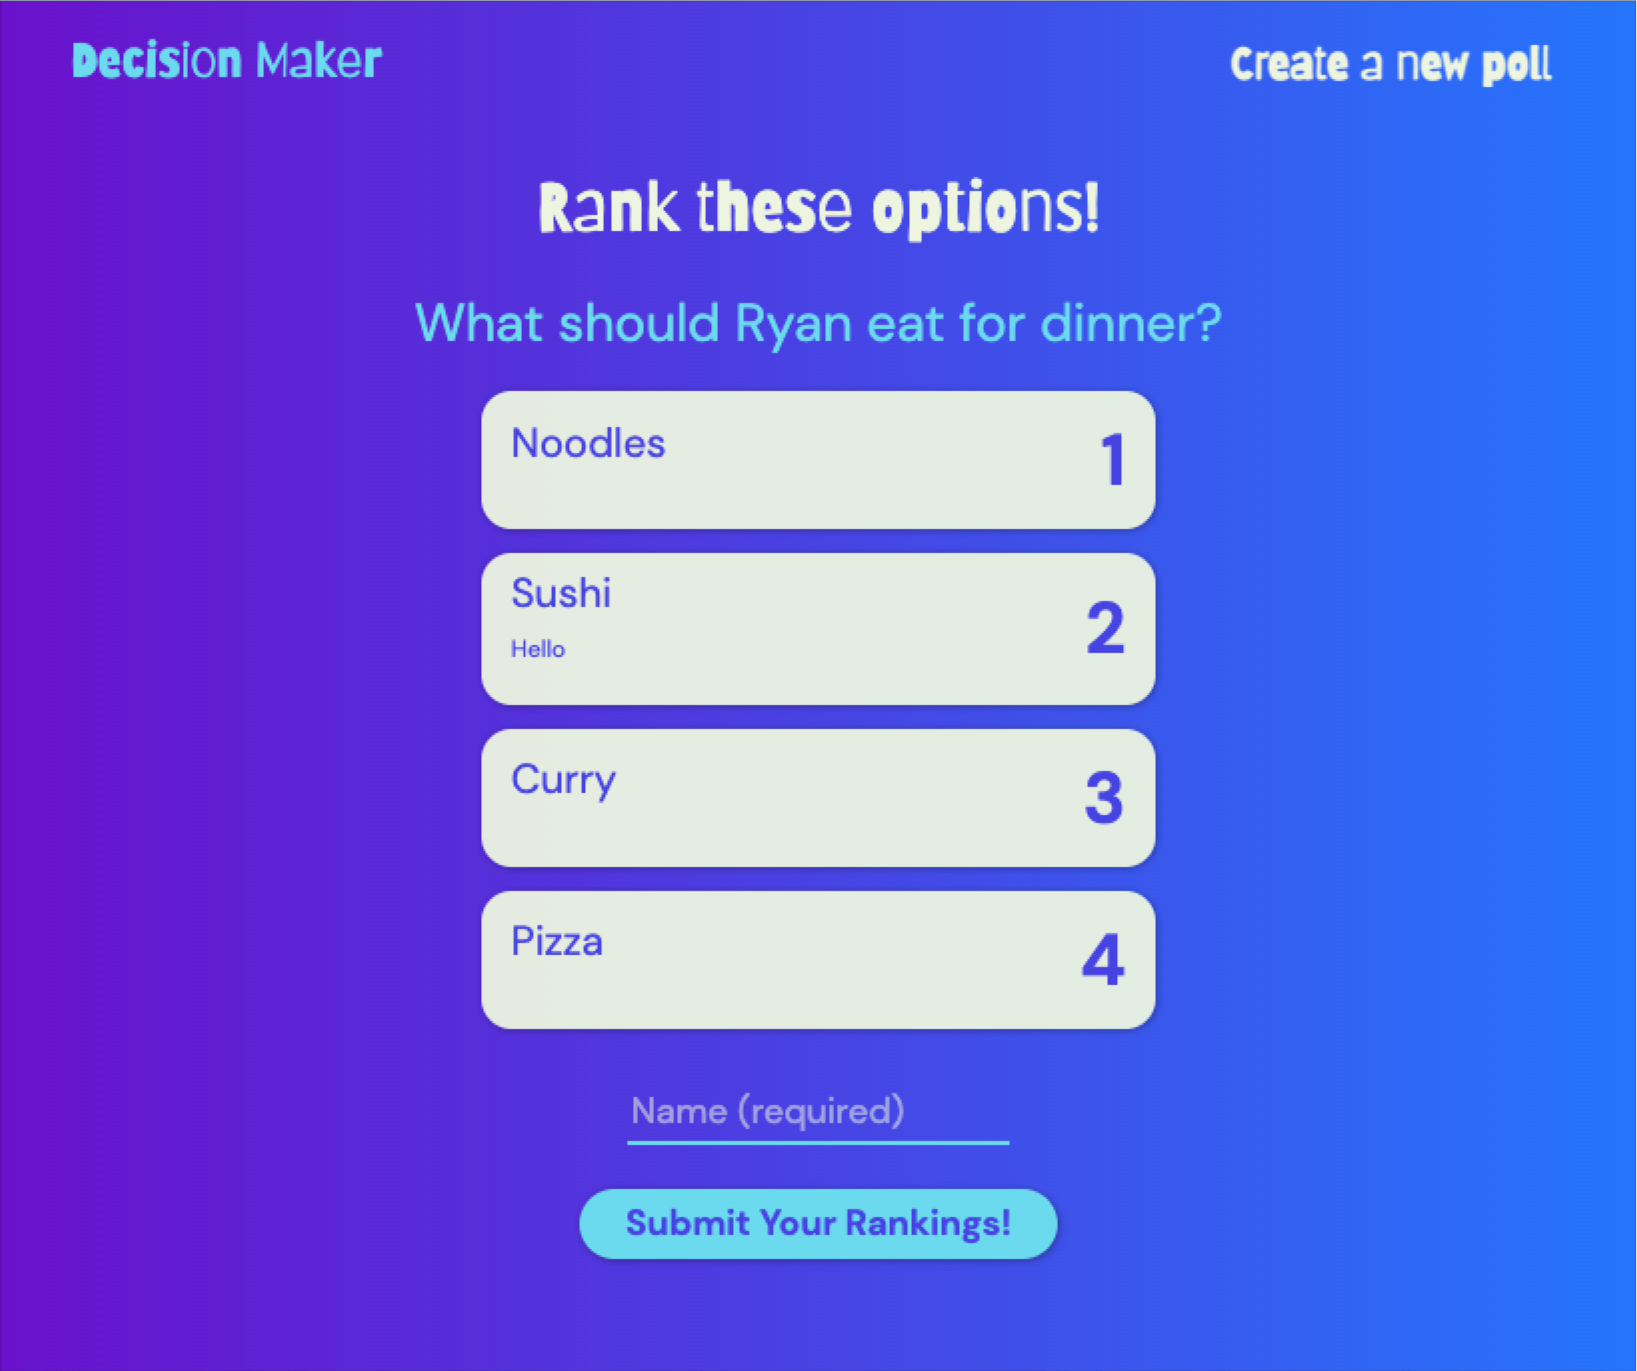 Decision Maker
Create a new poll
Rank these options!
What should Ryan eat for dinner?
Noodles
1
Sushi
Hello
2
Curry
3
Pizza
4
Name (required)
Submit Your Rankings!